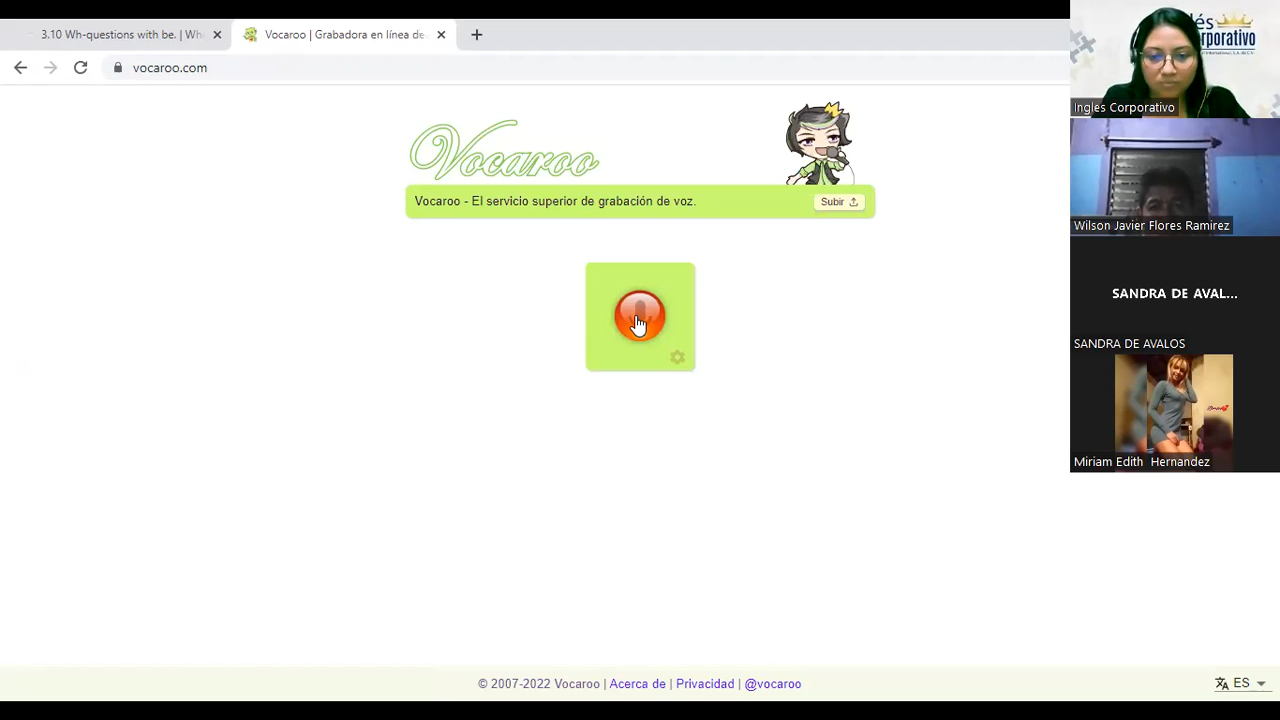 3.10 Wh-questions with be. | Wh
Vocaroo | Grabadora en línea de
vocaroo.com
Vocaroo
Vocaroo - El servicio superior de grabación de voz.
Subir
© 2007-2022 Vocaroo | Acerca de | Privacidad | @vocaroo
ES
Ingles Corporativo
Wilson Javier Flores Ramirez
SANDRA DE AVAL...
SANDRA DE AVALOS
Miriam Edith Hernandez